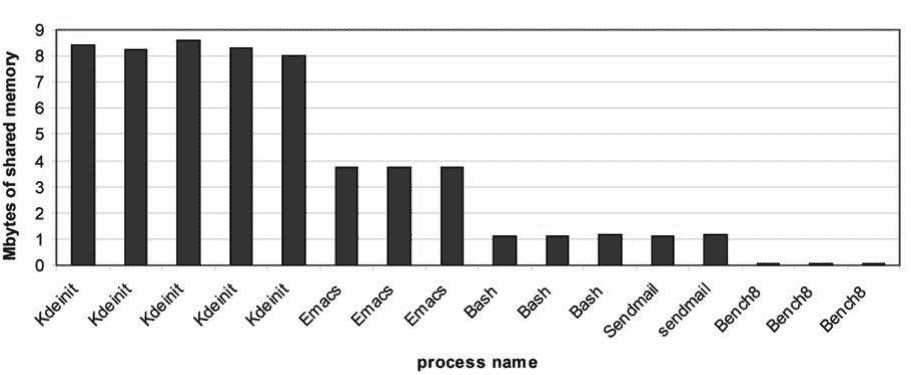 Mbytes of shared memory
9
8
7
6
5
4
3
2
1
0
Kdeinit
Kdeinit
Kdeinit
Kdeinit
Kdeinit
Emacs
Emacs
Emacs
Bash
Bash
Bash
Sendmail
sendmail
Bench8
Bench8
Bench8
process name